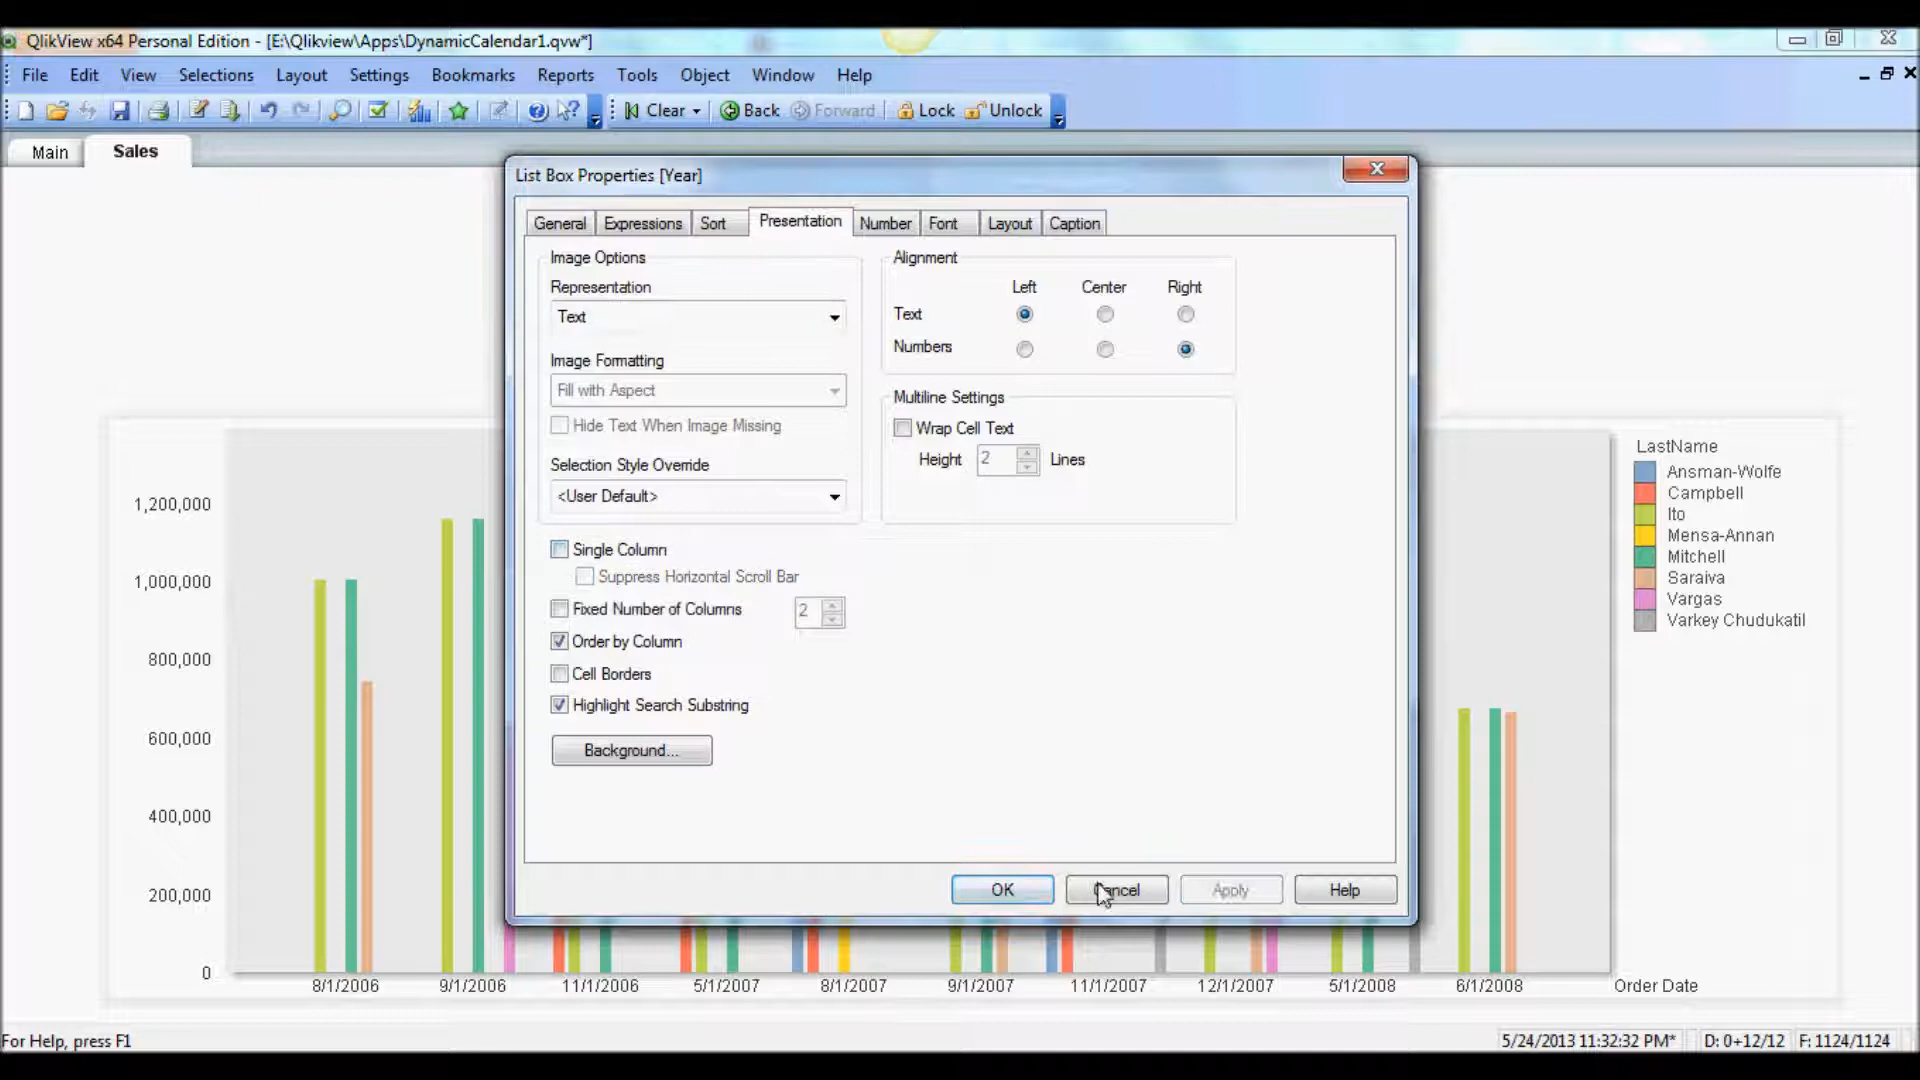 QlikView x64 Personal Edition - [E:\Qlikview\Apps\DynamicCalendar1.qvw*]
File Edit View Selections Layout Settings Bookmarks Reports Tools Object Window Help
Clear Back Forward Lock Unlock
Main Sales
List Box Properties [Year]
General Expressions Sort Presentation Number Font Layout Caption
Image Options
Representation
Text
Image Formatting
Fill with Aspect
Hide Text When Image Missing
Selection Style Override
<User Default>
Single Column
Suppress Horizontal Scroll Bar
Fixed Number of Columns 2
Order by Column
Cell Borders
Highlight Search Substring
Background...
Alignment
Left Center Right
Text
Numbers
Multiline Settings
Wrap Cell Text
Height 2 Lines
OK Cancel Apply Help
1,200,000
1,000,000
800,000
600,000
400,000
200,000
0
8/1/2006 9/1/2006 11/1/2006 5/1/2007 8/1/2007 9/1/2007 11/1/2007 12/1/2007 5/1/2008 6/1/2008 Order Date
LastName
Ansman-Wolfe
Campbell
Ito
Mensa-Annan
Mitchell
Saraiva
Vargas
Varkey Chudukatil
For Help, press F1 5/24/2013 11:32:32 PM* D: 0+12/12 F: 1124/1124